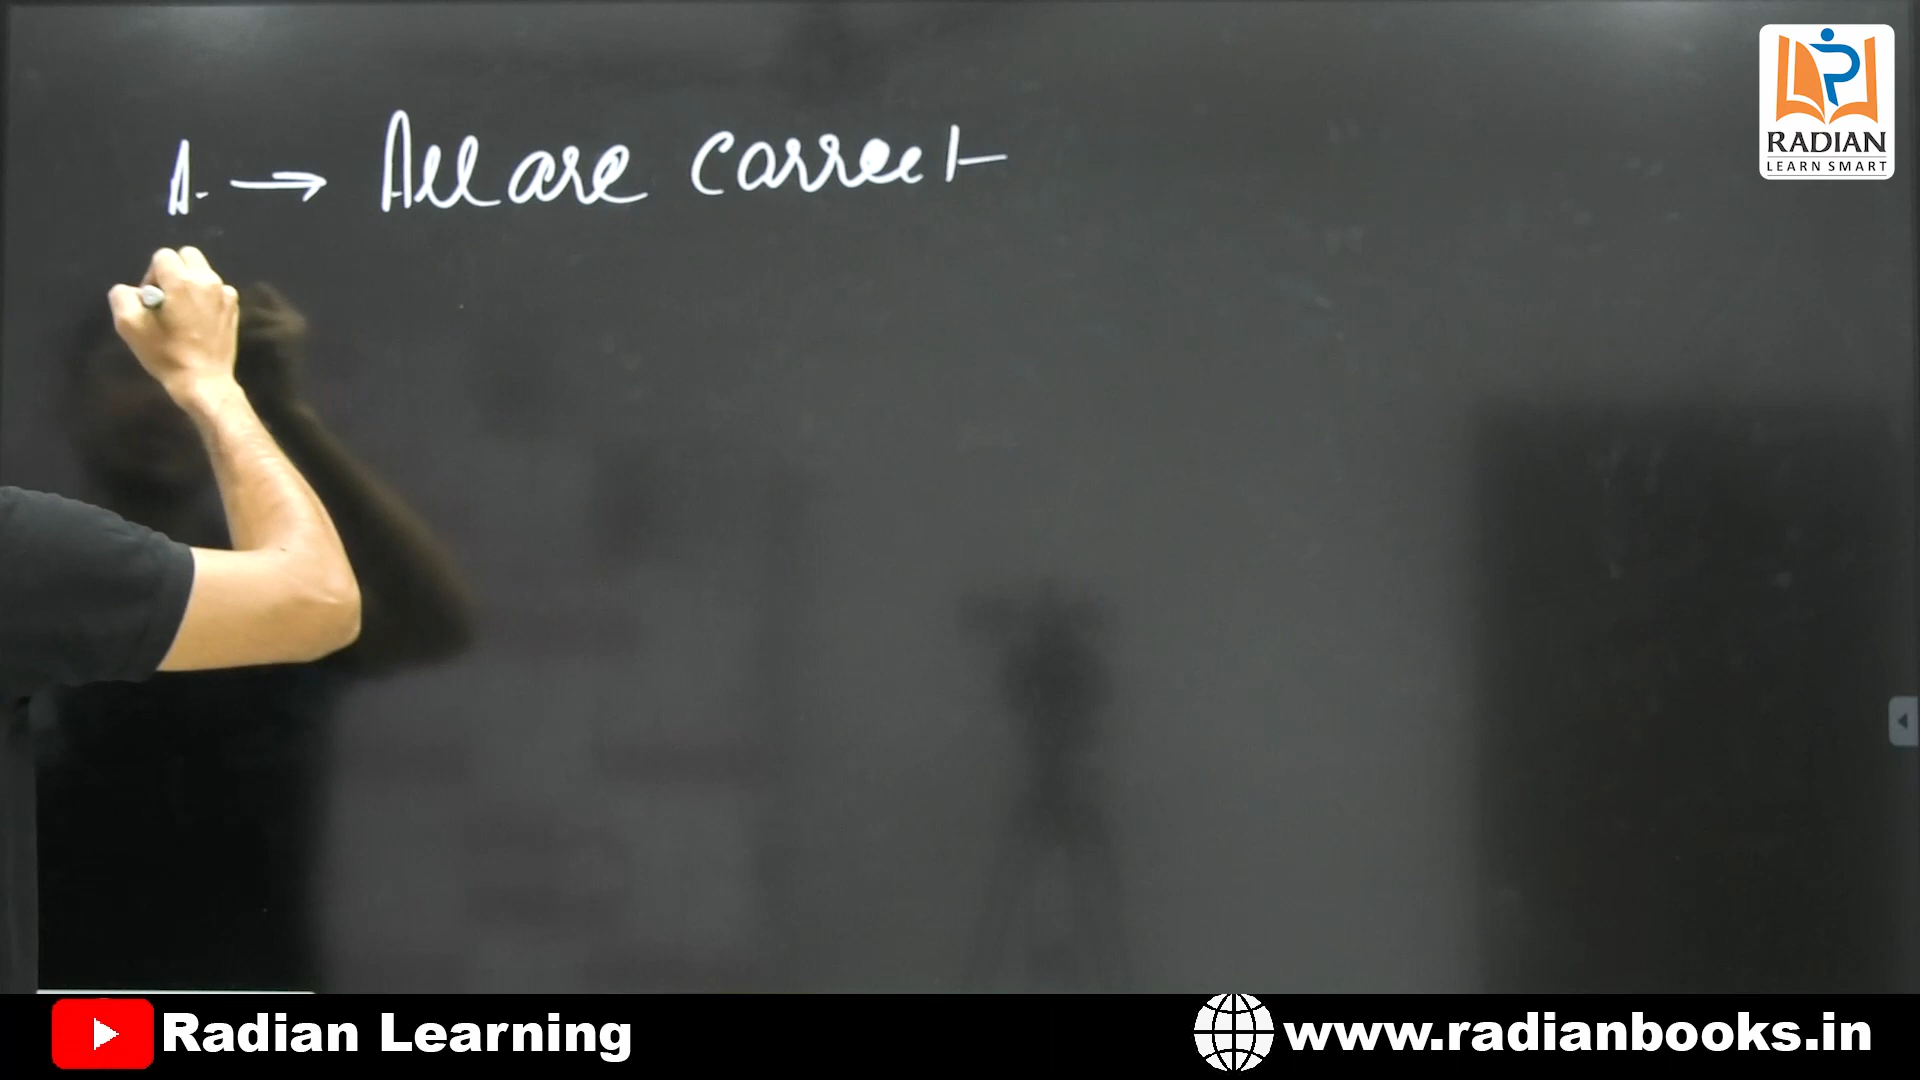 A. → All are correct
RADIAN
LEARN SMART
Radian Learning
www.radianbooks.in